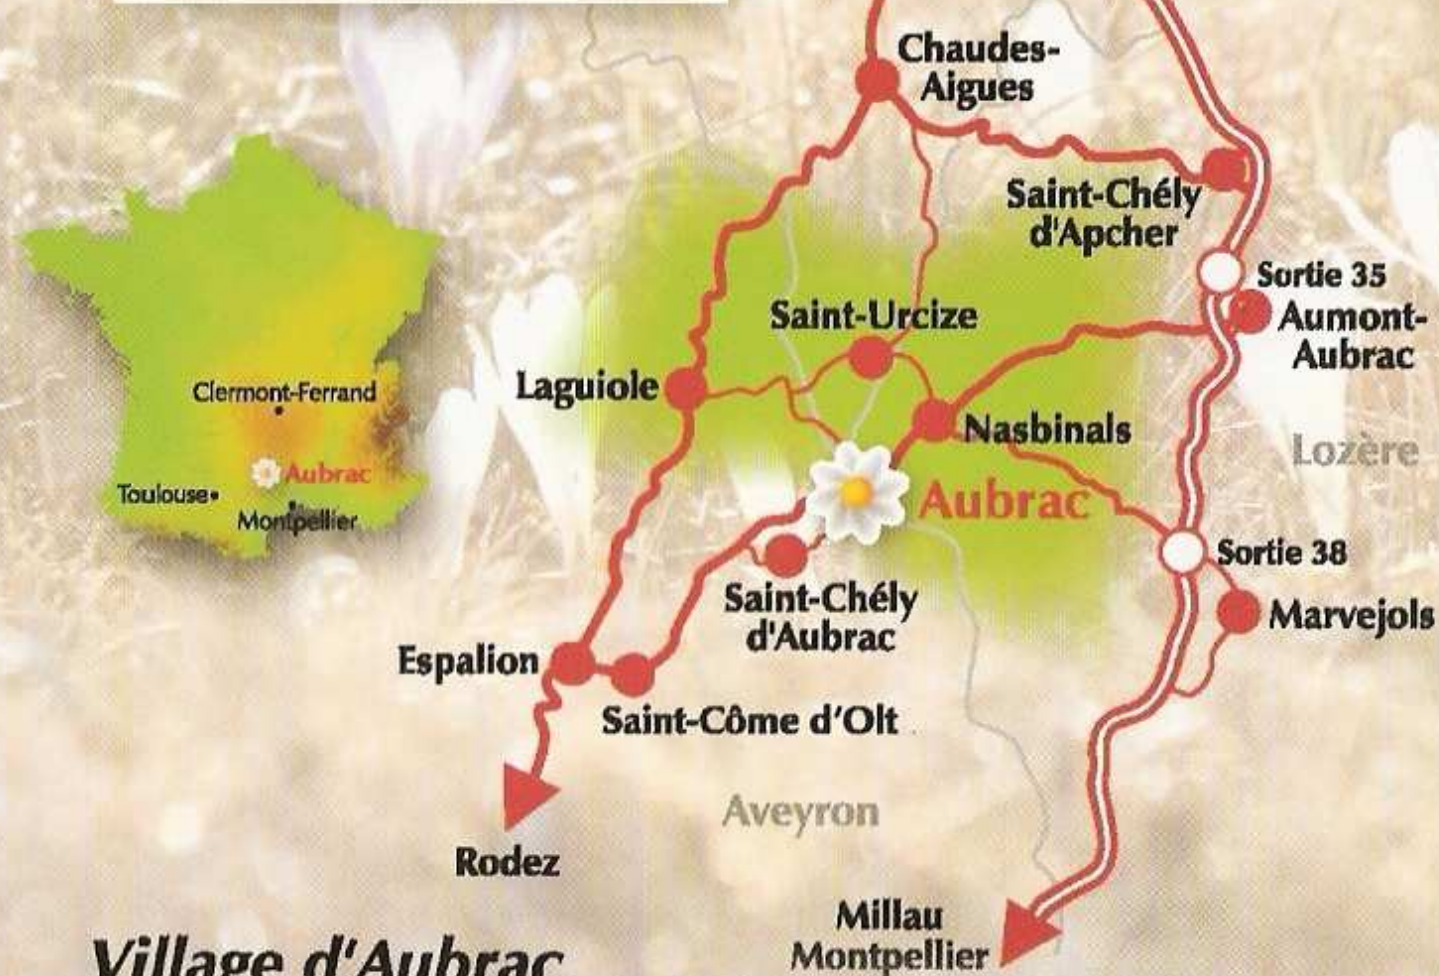 Chaudes-
Aigues
Saint-Chély
d'Apcher
Sortie 35
Aumont-
Aubrac
Saint-Urcize
Laguiole
Nasbinals
Lozère
Aubrac
Clermont-Ferrand
Aubrac
Toulouse
Montpellier
Sortie 38
Saint-Chély
d'Aubrac
Marvejols
Espalion
Saint-Côme d'Olt
Aveyron
Rodez
Millau
Montpellier
Village d'Aubrac